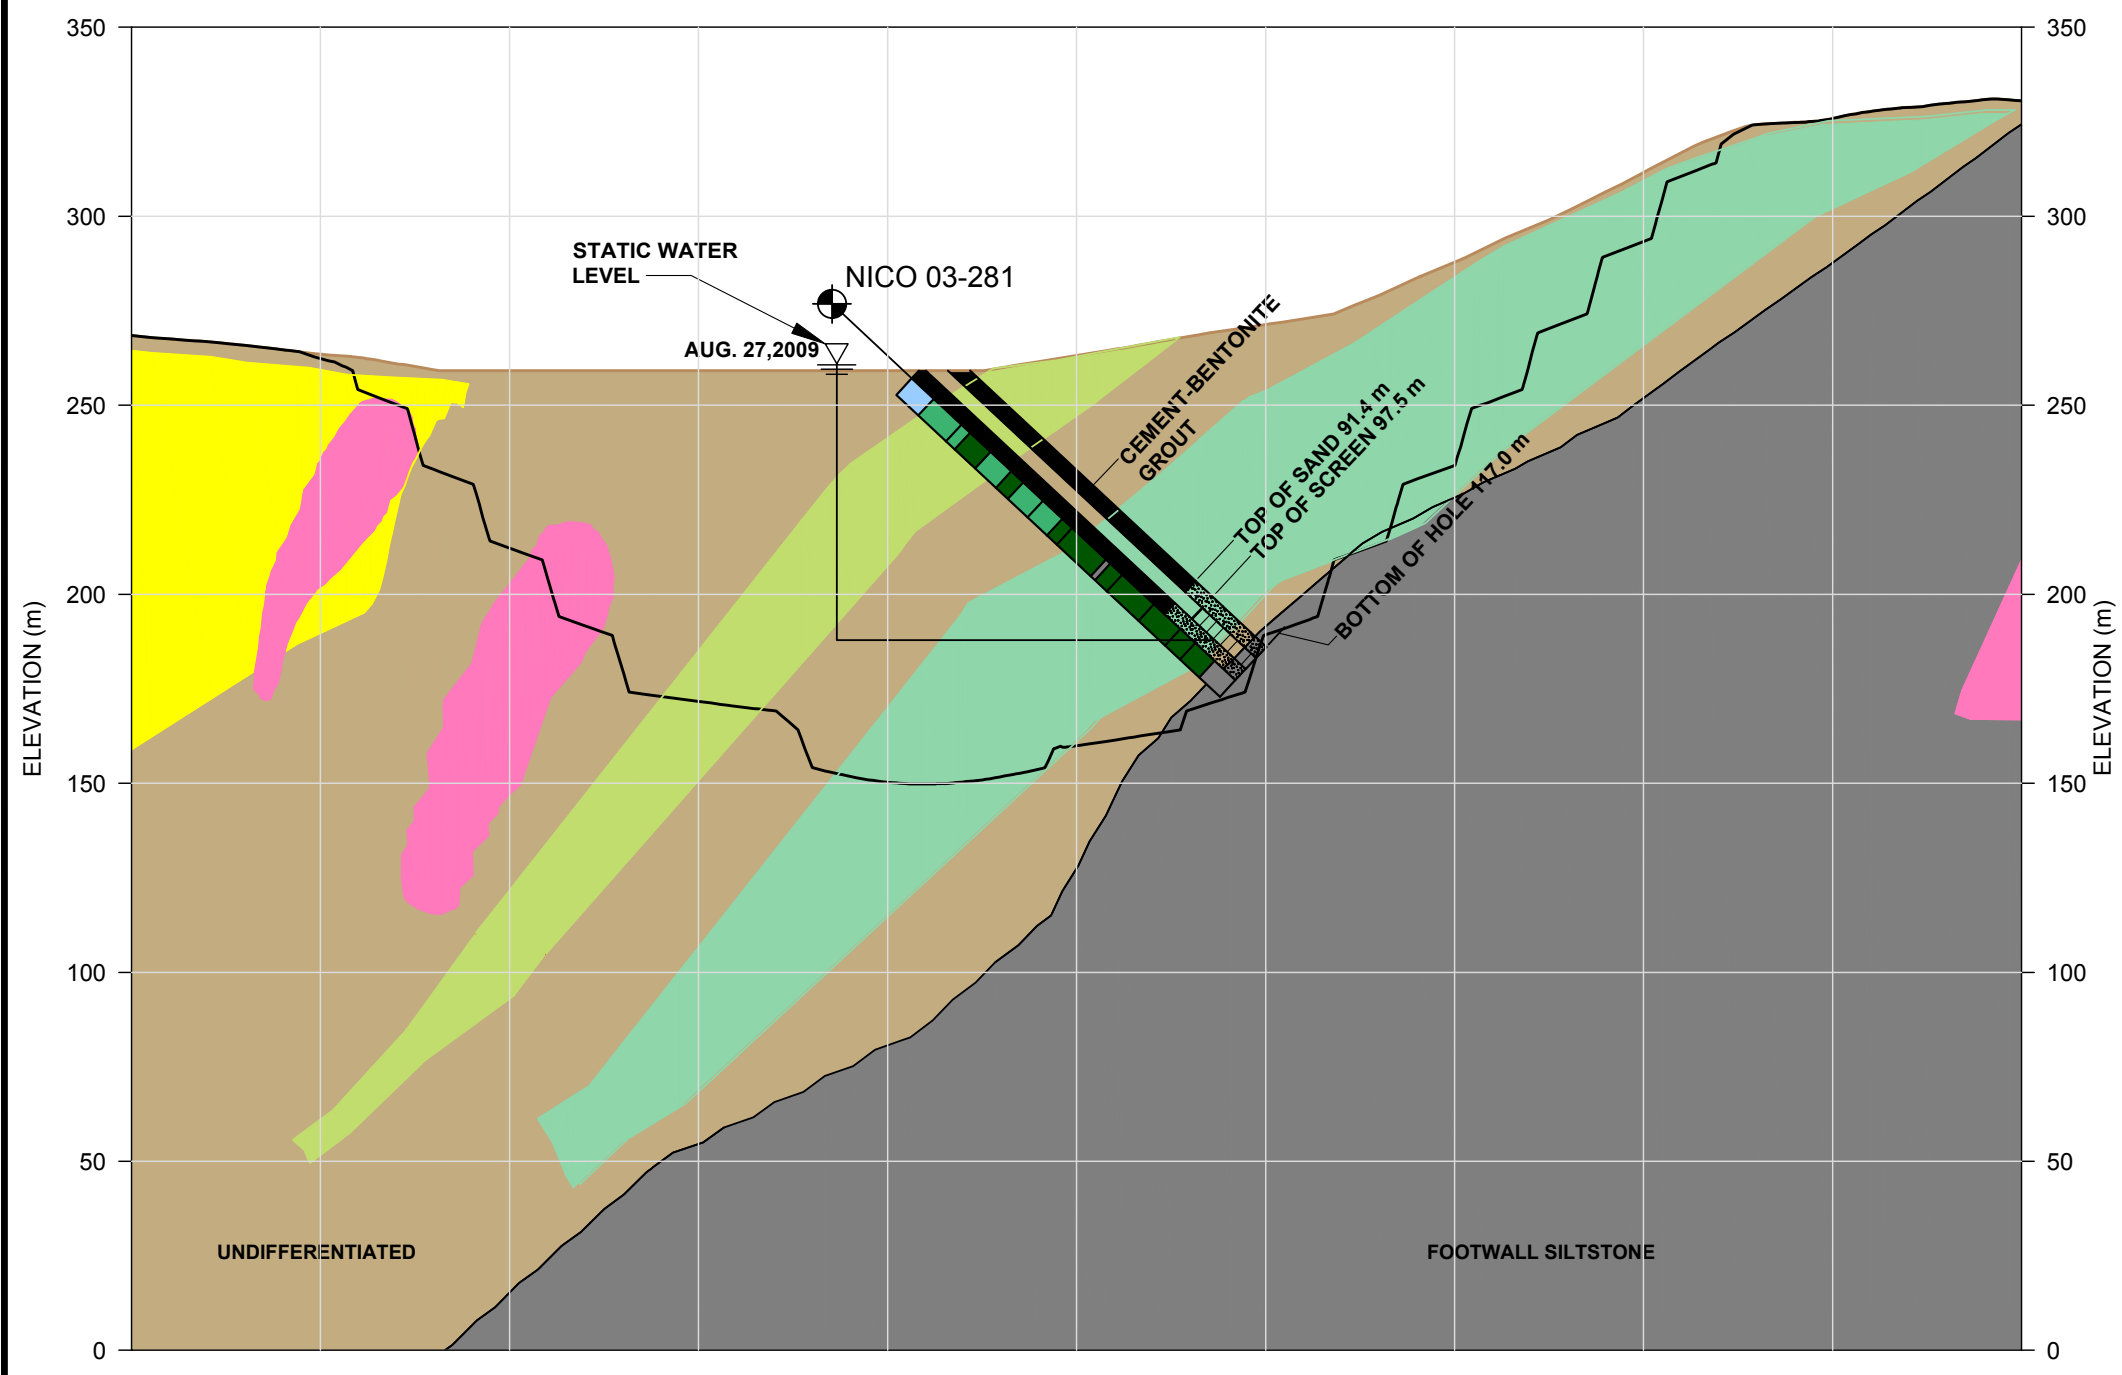 350
350
300
300
STATIC WATER
LEVEL
NICO 03-281
AUG. 27,2009
CEMENT-BENTONITE
GROUT
TOP OF SAND 91.4 m
TOP OF SCREEN 97.5 m
BOTTOM OF HOLE 117.0 m
250
250
200
200
ELEVATION (m)
ELEVATION (m)
150
150
100
100
50
50
UNDIFFERENTIATED
FOOTWALL SILTSTONE
0
0